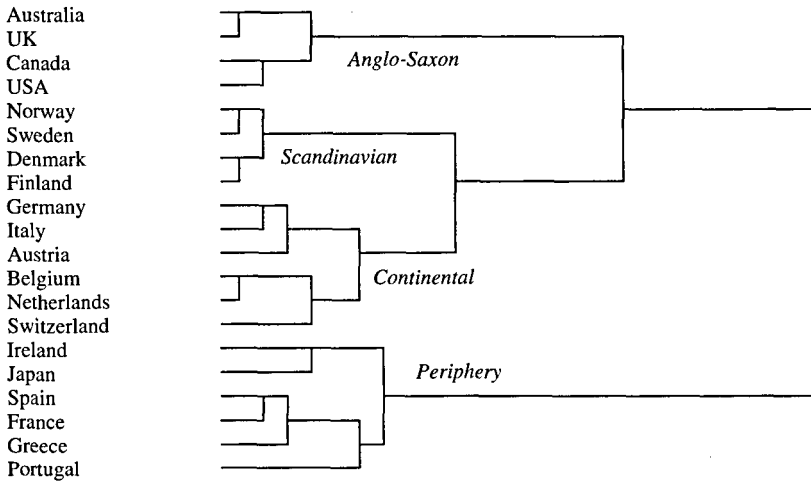 Australia
UK
Anglo-Saxon
Canada
USA
Norway
Sweden
Scandinavian
Denmark
Finland
Germany
Italy
Austria
Continental
Belgium
Netherlands
Switzerland
Ireland
Periphery
Japan
Spain
France
Greece
Portugal